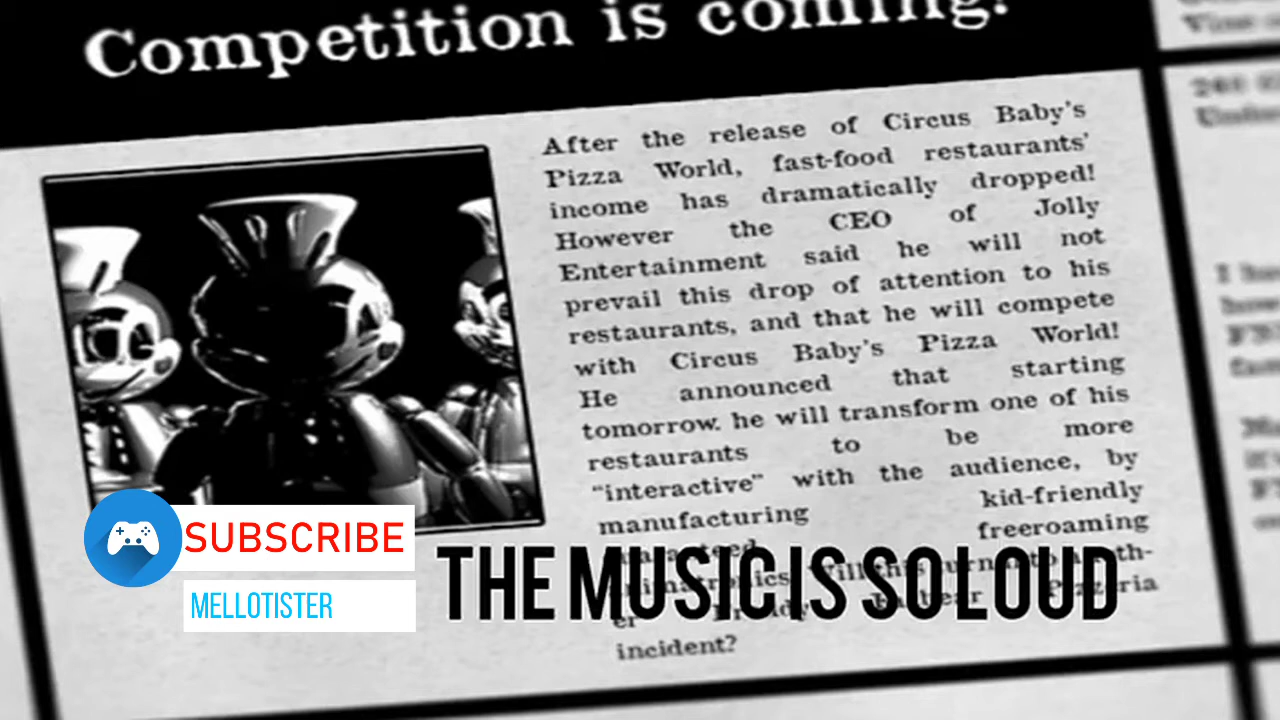 Competition is coming!
After the release of Circus Baby's
Pizza World, fast-food restaurants'
income has dramatically dropped!
However the CEO of Jolly
Entertainment said he will not
prevail this drop of attention to his
restaurants, and that he will compete
with Circus Baby's Pizza World!
He announced that starting
tomorrow. he will transform one of his
restaurants to be more
“interactive” with the audience, by
manufacturing kid-friendly
freeroaming
incident?
SUBSCRIBE
MELLOTISTER
THE MUSIC IS SO LOUD